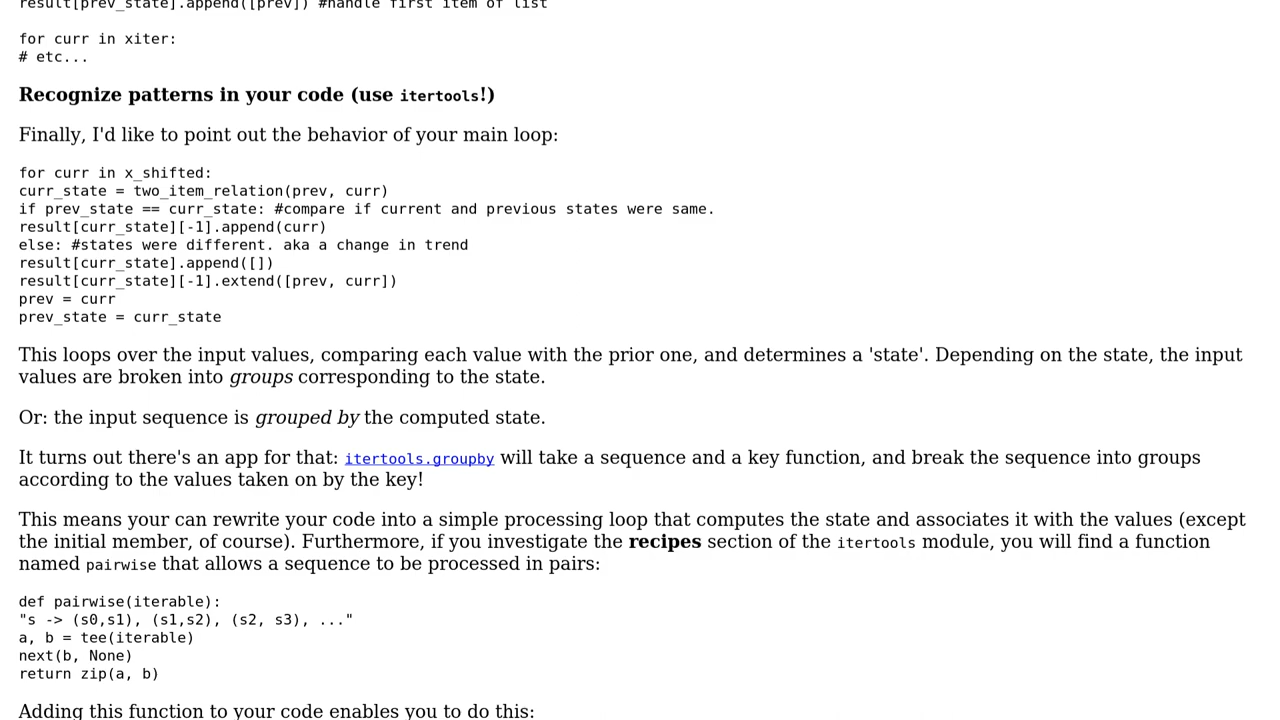 result[prev_state].append([prev]) #handle first item of list
for curr in xiter:
# etc...
Recognize patterns in your code (use itertools!)
Finally, I'd like to point out the behavior of your main loop:
for curr in x_shifted:
curr_state = two_item_relation(prev, curr)
if prev_state == curr_state: #compare if current and previous states were same.
result[curr_state][-1].append(curr)
else: #states were different. aka a change in trend
result[curr_state].append([])
result[curr_state][-1].extend([prev, curr])
prev = curr
prev_state = curr_state
This loops over the input values, comparing each value with the prior one, and determines a 'state'. Depending on the state, the input
values are broken into groups corresponding to the state.
Or: the input sequence is grouped by the computed state.
It turns out there's an app for that: itertools.groupby will take a sequence and a key function, and break the sequence into groups
according to the values taken on by the key!
This means your can rewrite your code into a simple processing loop that computes the state and associates it with the values (except
the initial member, of course). Furthermore, if you investigate the recipes section of the itertools module, you will find a function
named pairwise that allows a sequence to be processed in pairs:
def pairwise(iterable):
"s -> (s0,s1), (s1,s2), (s2, s3), ..."
a, b = tee(iterable)
next(b, None)
return zip(a, b)
Adding this function to your code enables you to do this: